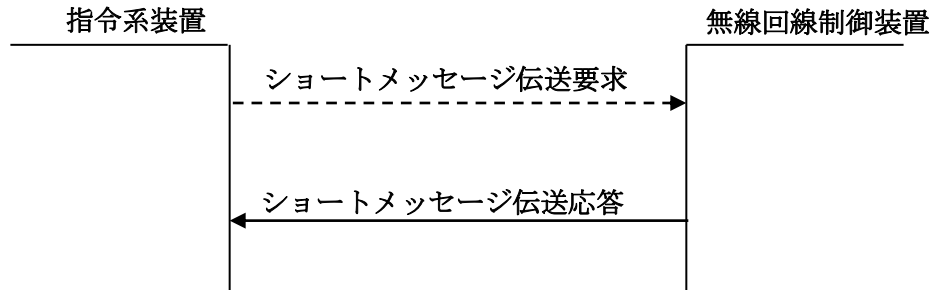 指令系装置
無線回線制御装置
ショートメッセージ伝送要求
ショートメッセージ伝送応答